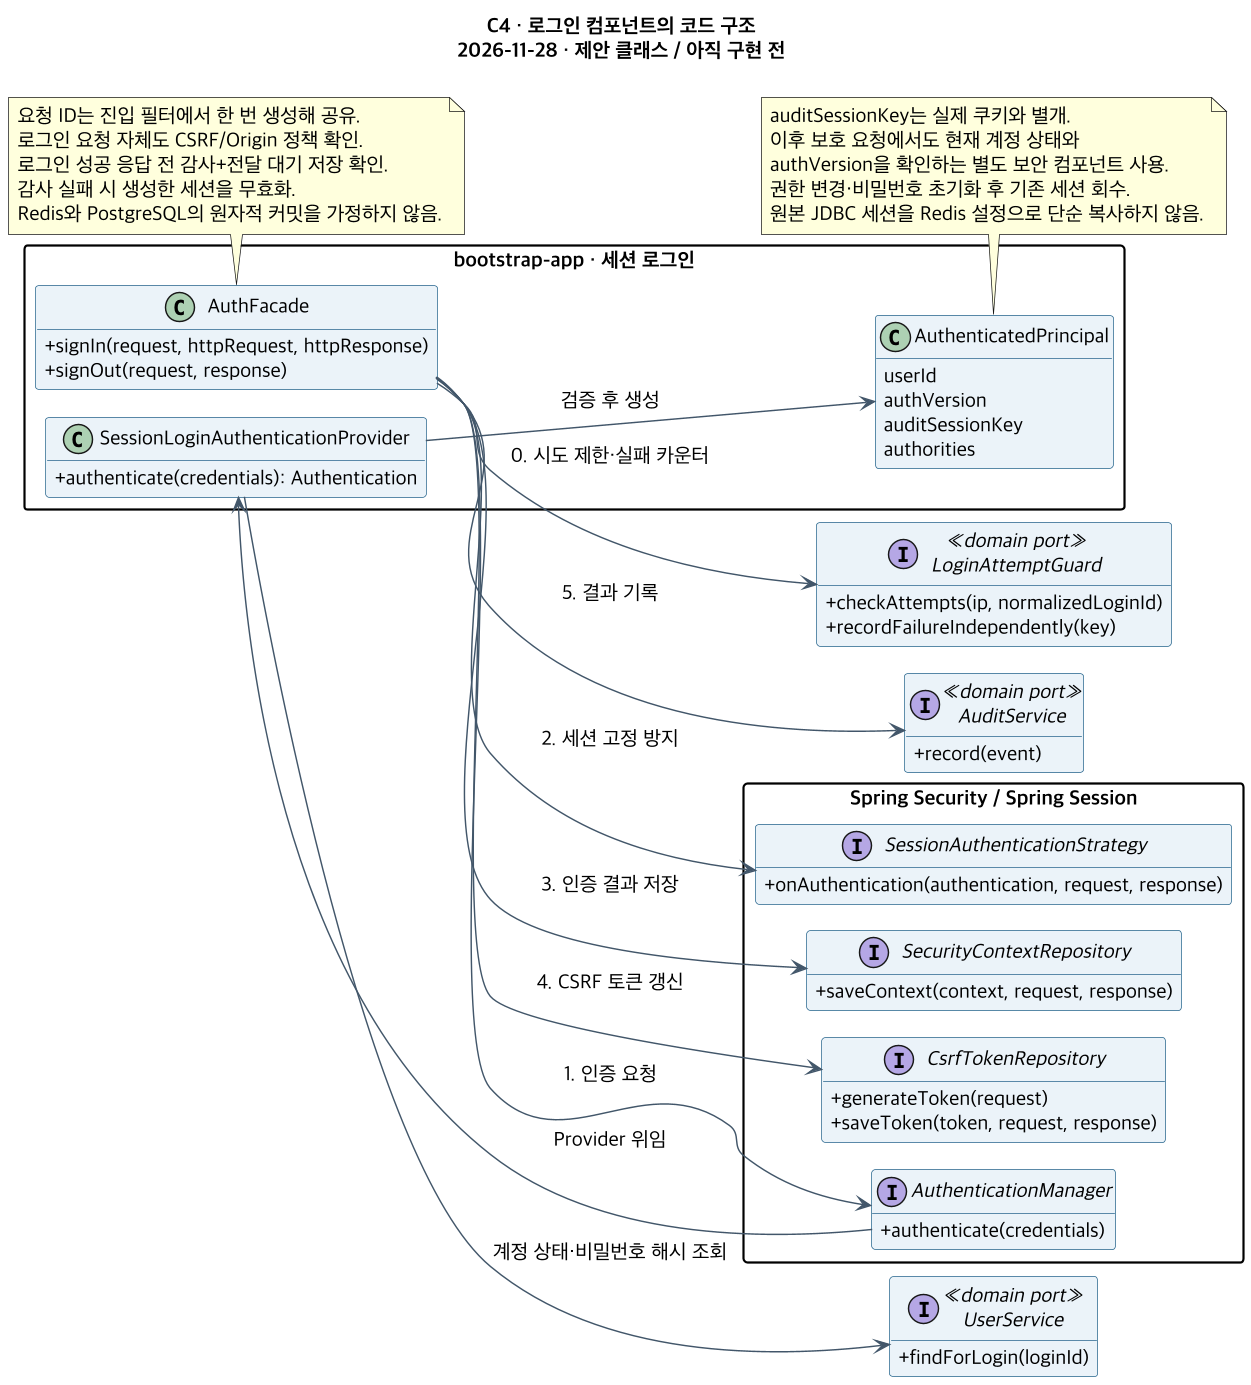 C4 · 로그인 컴포넌트의 코드 구조
2026-11-28 · 제안 클래스 / 아직 구현 전
요청 ID는 진입 필터에서 한 번 생성해 공유.
로그인 요청 자체도 CSRF/Origin 정책 확인.
로그인 성공 응답 전 감사+전달 대기 저장 확인.
감사 실패 시 생성한 세션을 무효화.
Redis와 PostgreSQL의 원자적 커밋을 가정하지 않음.
auditSessionKey는 실제 쿠키와 별개.
이후 보호 요청에서도 현재 계정 상태와
authVersion을 확인하는 별도 보안 컴포넌트 사용.
권한 변경·비밀번호 초기화 후 기존 세션 회수.
원본 JDBC 세션을 Redis 설정으로 단순 복사하지 않음.
bootstrap-app · 세션 로그인
C AuthFacade
+signIn(request, httpRequest, httpResponse)
+signOut(request, response)
C SessionLoginAuthenticationProvider
+authenticate(credentials): Authentication
C AuthenticatedPrincipal
userId
authVersion
auditSessionKey
authorities
검증 후 생성
0. 시도 제한·실패 카운터
I «domain port»
LoginAttemptGuard
+checkAttempts(ip, normalizedLoginId)
+recordFailureIndependently(key)
5. 결과 기록
I «domain port»
AuditService
+record(event)
2. 세션 고정 방지
Spring Security / Spring Session
I SessionAuthenticationStrategy
+onAuthentication(authentication, request, response)
3. 인증 결과 저장
I SecurityContextRepository
+saveContext(context, request, response)
4. CSRF 토큰 갱신
I CsrfTokenRepository
+generateToken(request)
+saveToken(token, request, response)
1. 인증 요청
Provider 위임
I AuthenticationManager
+authenticate(credentials)
계정 상태·비밀번호 해시 조회
I «domain port»
UserService
+findForLogin(loginId)